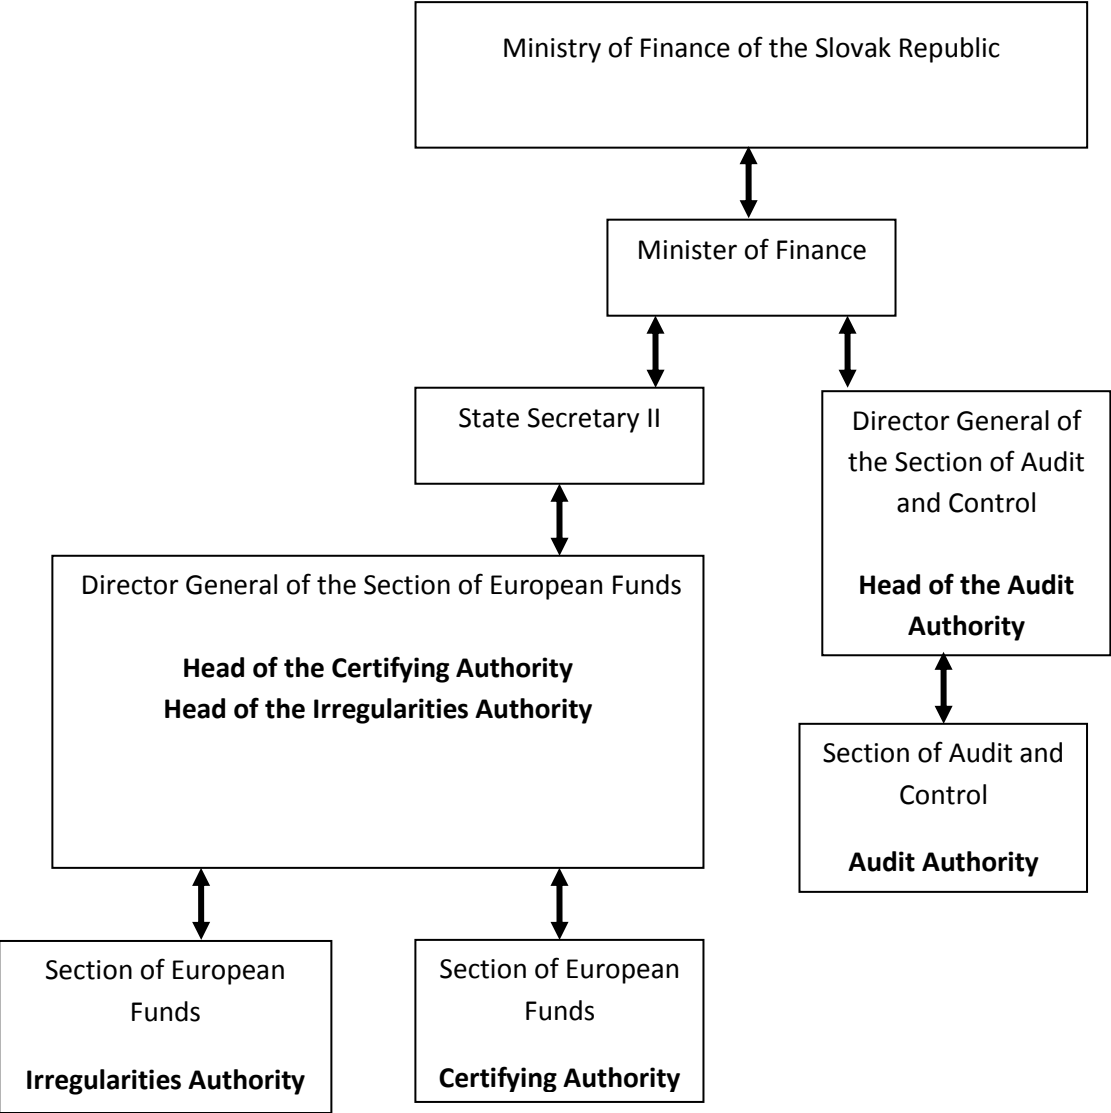 Ministry of Finance of the Slovak Republic
Minister of Finance
State Secretary II
Director General of
the Section of Audit
and Control
Head of the Audit
Authority
Director General of the Section of European Funds
Head of the Certifying Authority
Head of the Irregularities Authority
Section of Audit and
Control
Audit Authority
Section of European
Funds
Irregularities Authority
Section of European
Funds
Certifying Authority